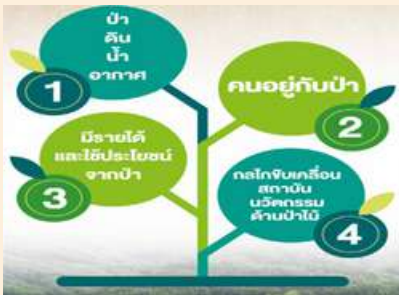 ป่า
ดิน
น้ำ
อากาศ
1
คนอยู่กับป่า
2
มีรายได้
และใช้ประโยชน์
จากป่า
3
กลไกขับเคลื่อน
สถาบัน
นวัตกรรม
ด้านป่าไม้
4